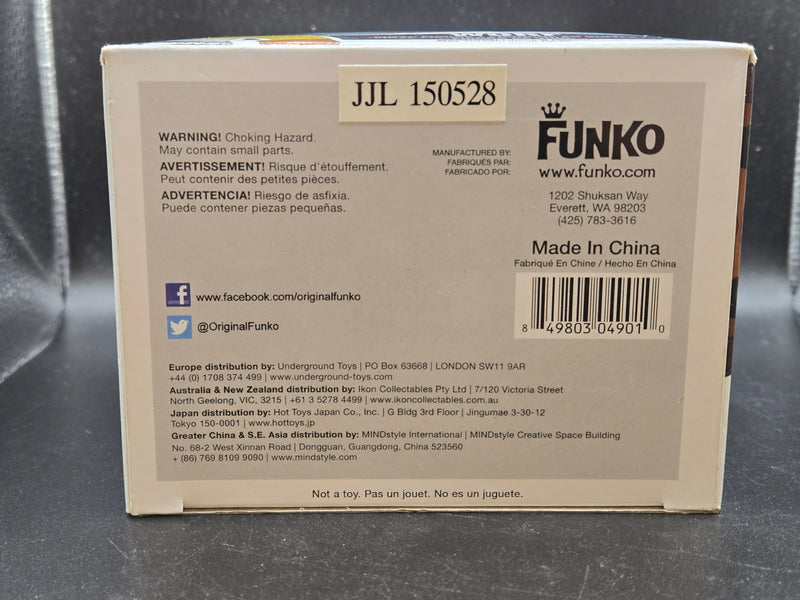 JJL 150528
WARNING! Choking Hazard.
May contain small parts.
AVERTISSEMENT! Risque d'étouffement.
Peut contenir des petites pièces.
ADVERTENCIA! Riesgo de asfixia.
Puede contener piezas pequeñas.
MANUFACTURED BY:
FABRIQUÉS PAR:
FABRICADO POR:
FUNKO
www.funko.com
1202 Shuksan Way
Everett, WA 98203
(425) 783-3616
Made In China
Fabriqué En Chine / Hecho En China
8 49803 04901 0
www.facebook.com/originalfunko
@OriginalFunko
Europe distribution by: Underground Toys | PO Box 63668 | LONDON SW11 9AR
+44 (0) 1708 374 499 | www.underground-toys.com
Australia & New Zealand distribution by: Ikon Collectables Pty Ltd | 7/120 Victoria Street
North Geelong, VIC, 3215 | +61 3 5278 4499 | www.ikoncollectables.com.au
Japan distribution by: Hot Toys Japan Co., Inc. | G Bldg 3rd Floor | Jingumae 3-30-12
Tokyo 150-0001 | www.hottoys.jp
Greater China & S.E. Asia distribution by: MINDstyle International | MINDstyle Creative Space Building
No. 68-2 West Xinnan Road | Dongguan, Guangdong, China 523560
+ (86) 769 8109 9090 | www.mindstyle.com
Not a toy. Pas un jouet. No es un juguete.